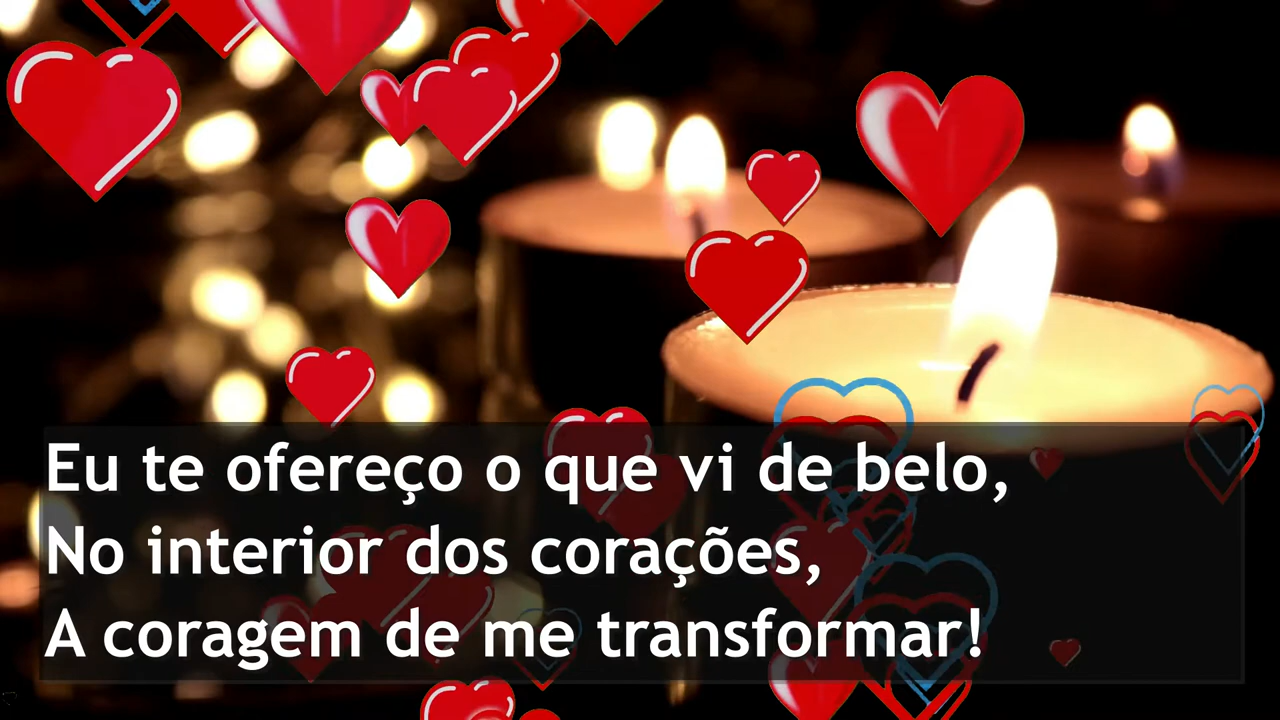 Eu te ofereço o que vi de belo,
No interior dos corações,
A coragem de me transformar!